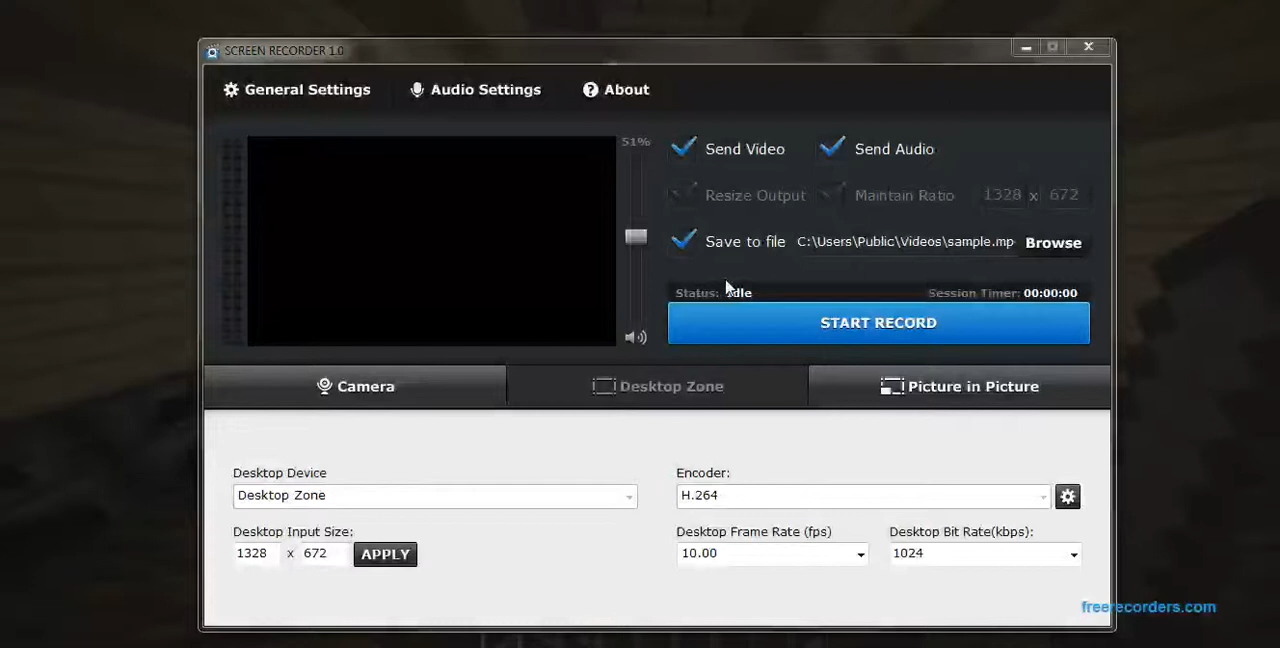 SCREEN RECORDER 1.0
General Settings
Audio Settings
About
51%
Send Video
Send Audio
Resize Output
Maintain Ratio
1328 x 672
Save to file
C:\Users\Public\Videos\sample.mp
Browse
Status: Idle
Session Timer: 00:00:00
START RECORD
Camera
Desktop Zone
Picture in Picture
Desktop Device
Desktop Zone
Encoder:
H.264
Desktop Input Size:
1328 x 672
APPLY
Desktop Frame Rate (fps)
10.00
Desktop Bit Rate(kbps):
1024
freerecorders.com